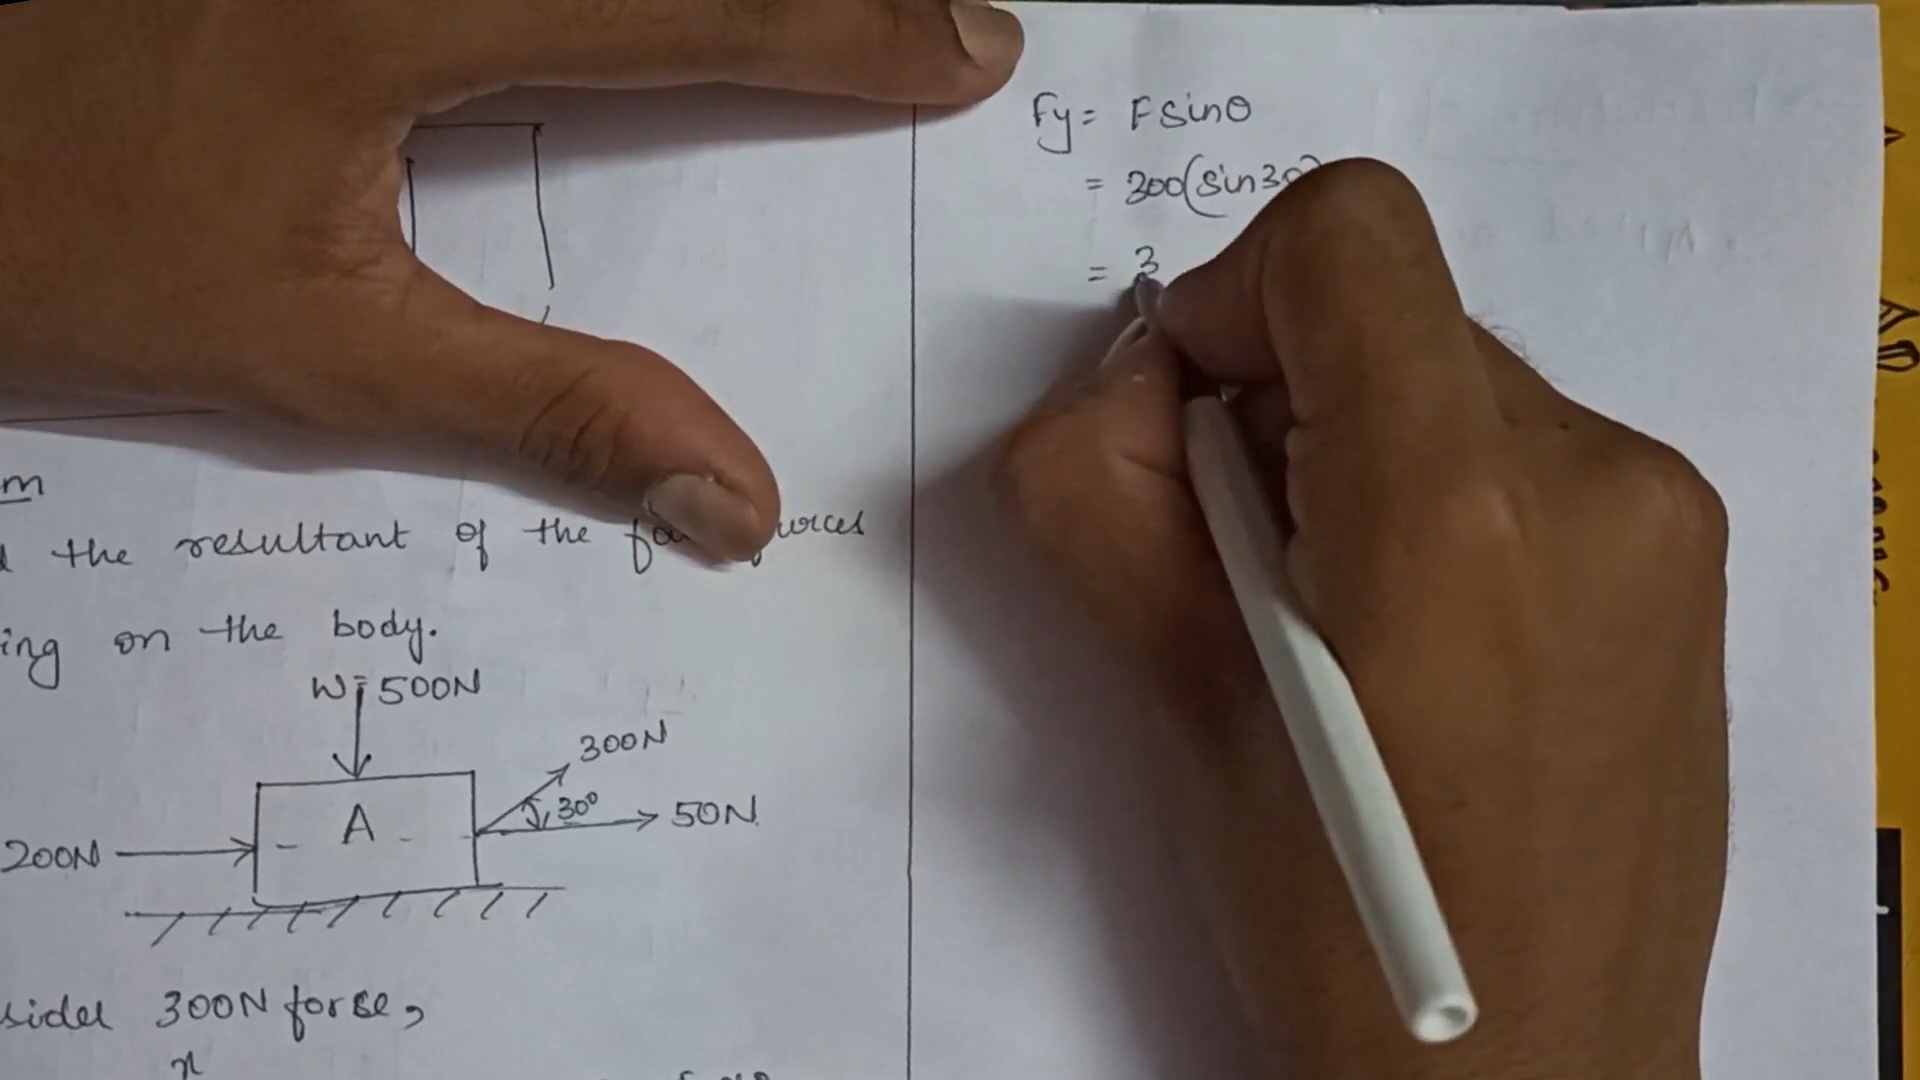 m
the resultant of the
ing on the body.
W=500N
300N
30°
50N
A
200N
sider 300N forse,
x
Fy= Fsinθ
= 300(sin30)
= 3